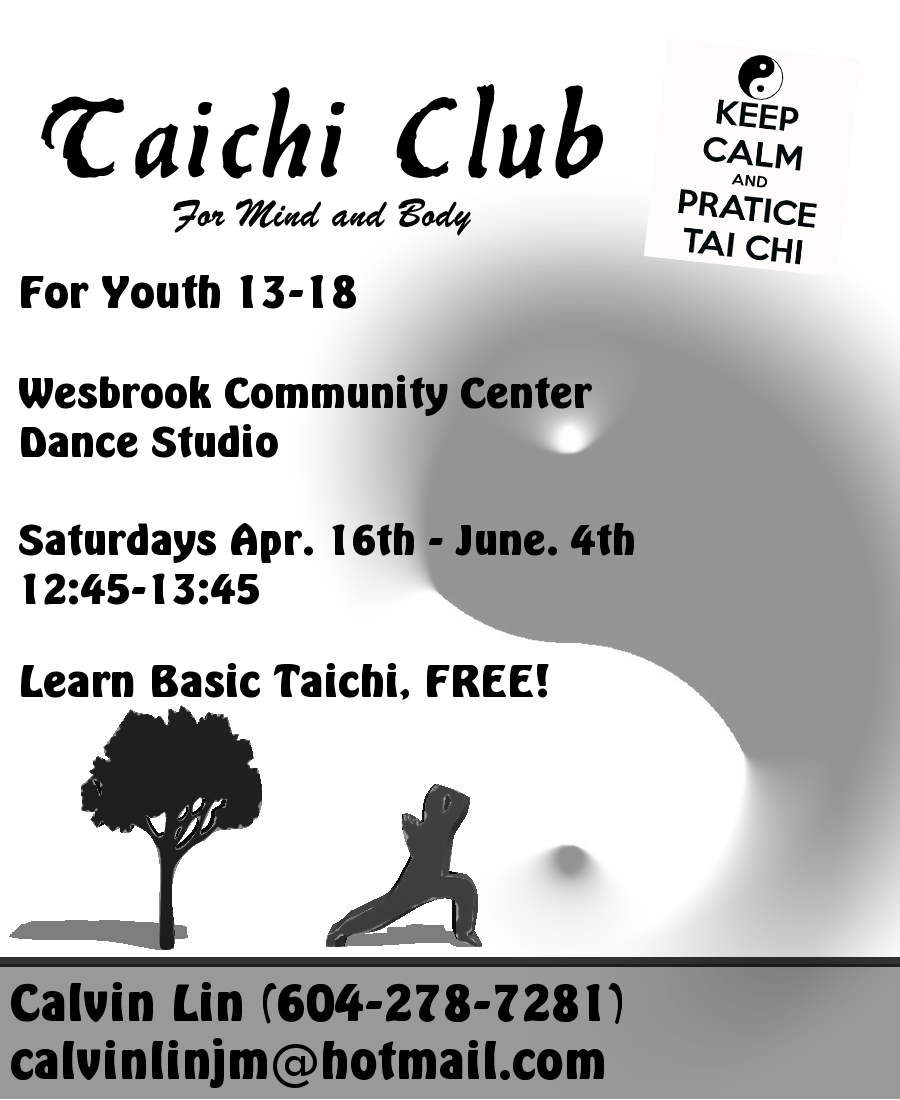 Taichi Club
For Mind and Body
KEEP
CALM
AND
PRATICE
TAI CHI
For Youth 13-18
Wesbrook Community Center
Dance Studio
Saturdays Apr. 16th - June. 4th
12:45-13:45
Learn Basic Taichi, FREE!
Calvin Lin (604-278-7281)
calvinlinjm@hotmail.com